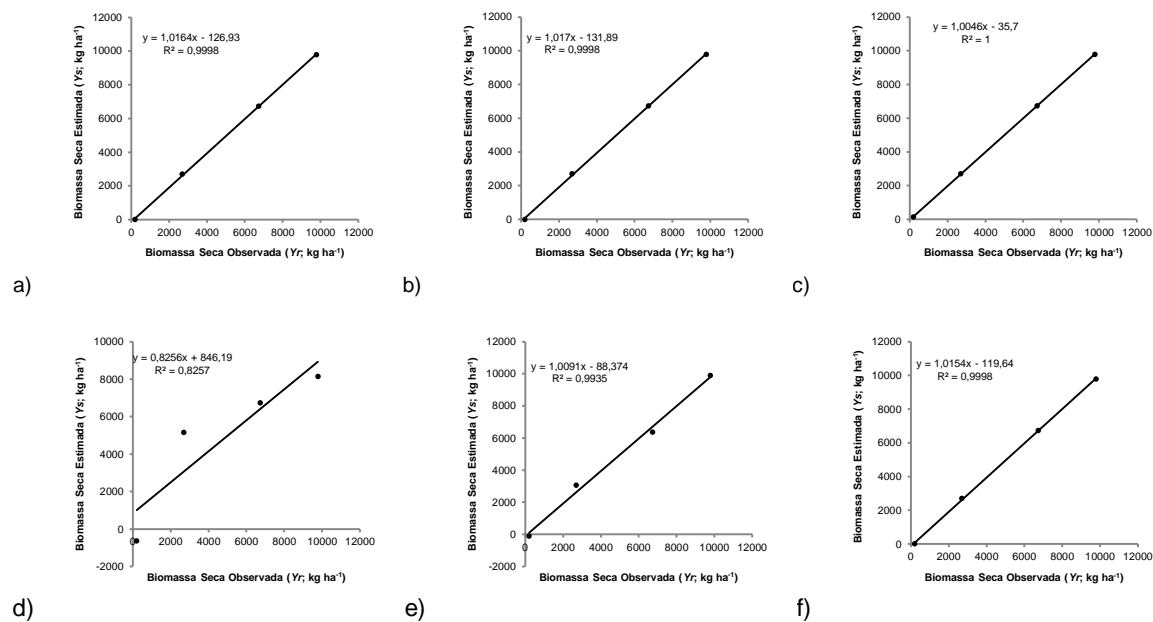 12000
y = 1,0164x - 126,93
R² = 0,9998
10000
8000
6000
4000
2000
0
0 2000 4000 6000 8000 10000 12000
Biomassa Seca Estimada (Ys; kg ha⁻¹)
Biomassa Seca Observada (Yr; kg ha⁻¹)
a)
12000
y = 1,017x - 131,89
R² = 0,9998
10000
8000
6000
4000
2000
0
0 2000 4000 6000 8000 10000 12000
Biomassa Seca Estimada (Ys; kg ha⁻¹)
Biomassa Seca Observada (Yr; kg ha⁻¹)
b)
12000
y = 1,0046x - 35,7
R² = 1
10000
8000
6000
4000
2000
0
0 2000 4000 6000 8000 10000 12000
Biomassa Seca Estimada (Ys; kg ha⁻¹)
Biomassa Seca Observada (Yr; kg ha⁻¹)
c)
10000
y = 0,8256x + 846,19
R² = 0,8257
8000
6000
4000
2000
0
-2000
0 2000 4000 6000 8000 10000 12000
Biomassa Seca Estimada (Ys; kg ha⁻¹)
Biomassa Seca Observada (Yr; kg ha⁻¹)
d)
12000
y = 1,0091x - 88,374
R² = 0,9935
10000
8000
6000
4000
2000
0
-2000
0 2000 4000 6000 8000 10000 12000
Biomassa Seca Estimada (Ys; kg ha⁻¹)
Biomassa Seca Observada (Yr; kg ha⁻¹)
e)
12000
y = 1,0154x - 119,64
R² = 0,9998
10000
8000
6000
4000
2000
0
0 2000 4000 6000 8000 10000 12000
Biomassa Seca Estimada (Ys; kg ha⁻¹)
Biomassa Seca Observada (Yr; kg ha⁻¹)
f)